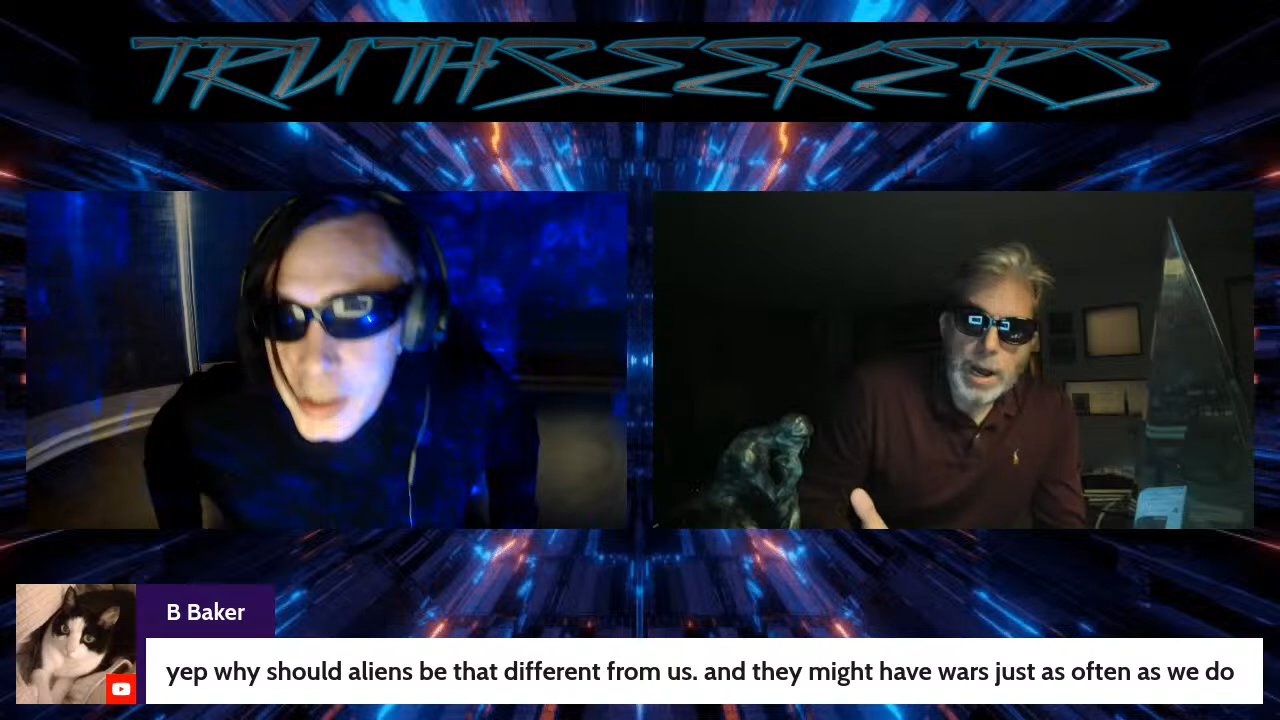 TRUTHSEEKERS
B Baker
yep why should aliens be that different from us. and they might have wars just as often as we do